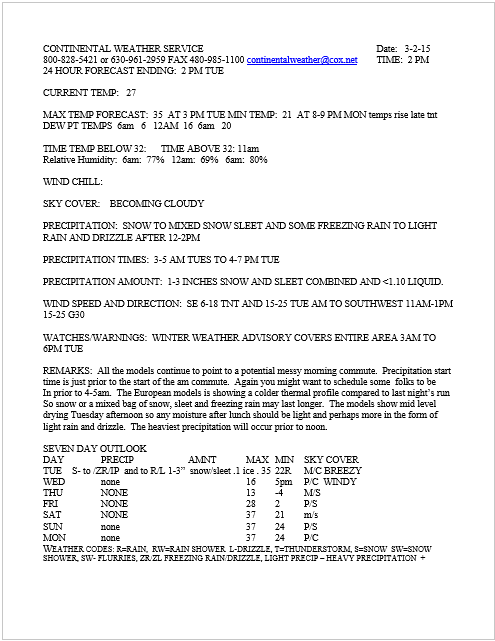 CONTINENTAL WEATHER SERVICE Date: 3-2-15
800-828-5421 or 630-961-2959 FAX 480-985-1100 continentalweather@cox.net TIME: 2 PM
24 HOUR FORECAST ENDING: 2 PM TUE
CURRENT TEMP: 27
MAX TEMP FORECAST: 35 AT 3 PM TUE MIN TEMP: 21 AT 8-9 PM MON temps rise late tnt
DEW PT TEMPS 6am 6 12AM 16 6am 20
TIME TEMP BELOW 32: TIME ABOVE 32: 11am
Relative Humidity: 6am: 77% 12am: 69% 6am: 80%
WIND CHILL:
SKY COVER: BECOMING CLOUDY
PRECIPITATION: SNOW TO MIXED SNOW SLEET AND SOME FREEZING RAIN TO LIGHT
RAIN AND DRIZZLE AFTER 12-2PM
PRECIPITATION TIMES: 3-5 AM TUES TO 4-7 PM TUE
PRECIPITATION AMOUNT: 1-3 INCHES SNOW AND SLEET COMBINED AND <1.10 LIQUID.
WIND SPEED AND DIRECTION: SE 6-18 TNT AND 15-25 TUE AM TO SOUTHWEST 11AM-1PM
15-25 G30
WATCHES/WARNINGS: WINTER WEATHER ADVISORY COVERS ENTIRE AREA 3AM TO
6PM TUE
REMARKS: All the models continue to point to a potential messy morning commute. Precipitation start
time is just prior to the start of the am commute. Again you might want to schedule some folks to be
In prior to 4-5am. The European models is showing a colder thermal profile compared to last night's run
So snow or a mixed bag of snow, sleet and freezing rain may last longer. The models show mid level
drying Tuesday afternoon so any moisture after lunch should be light and perhaps more in the form of
light rain and drizzle. The heaviest precipitation will occur prior to noon.
SEVEN DAY OUTLOOK
DAY PRECIP AMNT MAX MIN SKY COVER
TUE S- to /ZR/IP and to R/L 1-3" snow/sleet .1 ice . 35 22R M/C BREEZY
WED none 16 5pm P/C WINDY
THU NONE 13 -4 M/S
FRI NONE 28 2 P/S
SAT NONE 37 21 m/s
SUN none 37 24 P/S
MON none 37 24 P/C
WEATHER CODES: R=RAIN, RW=RAIN SHOWER L-DRIZZLE, T=THUNDERSTORM, S=SNOW SW=SNOW
SHOWER, SW- FLURRIES, ZR/ZL FREEZING RAIN/DRIZZLE, LIGHT PRECIP – HEAVY PRECIPITATION +